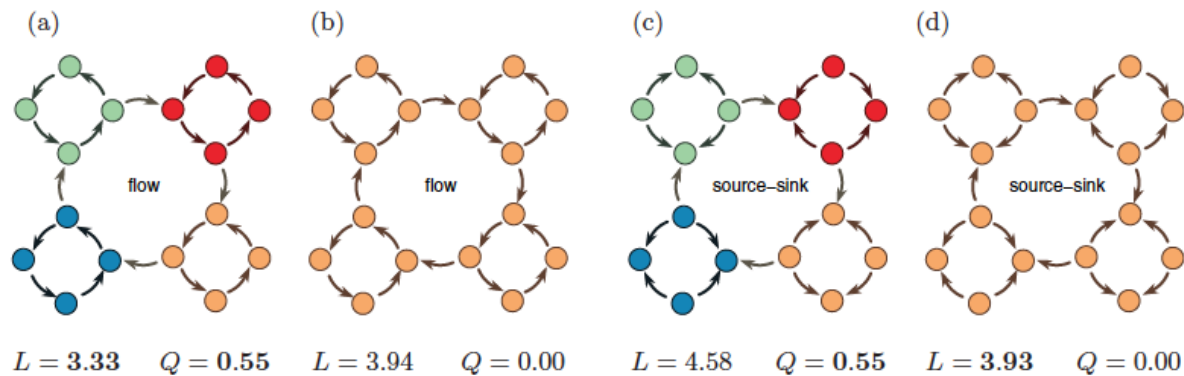 (a) (b) (c) (d)
flow flow source–sink source–sink
L = 3.33 Q = 0.55 L = 3.94 Q = 0.00 L = 4.58 Q = 0.55 L = 3.93 Q = 0.00